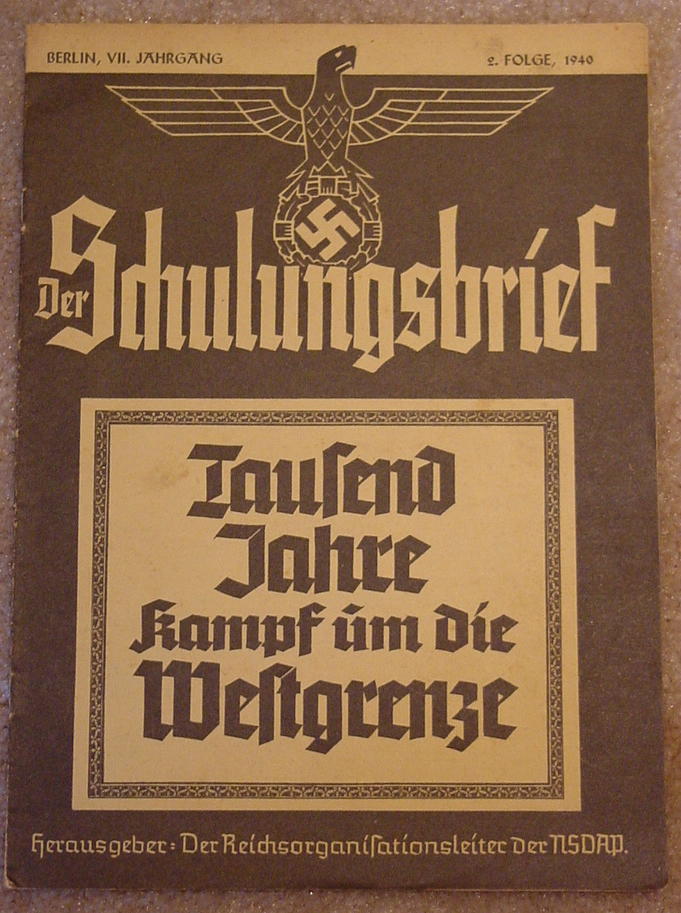 BERLIN, VII. JAHRGANG 2. FOLGE, 1940
Der Schulungsbrief
Tauſend
Jahre
Kampf um die
Weſtgrenze
Herausgeber: Der Reichsorganiſationsleiter der NSDAP.